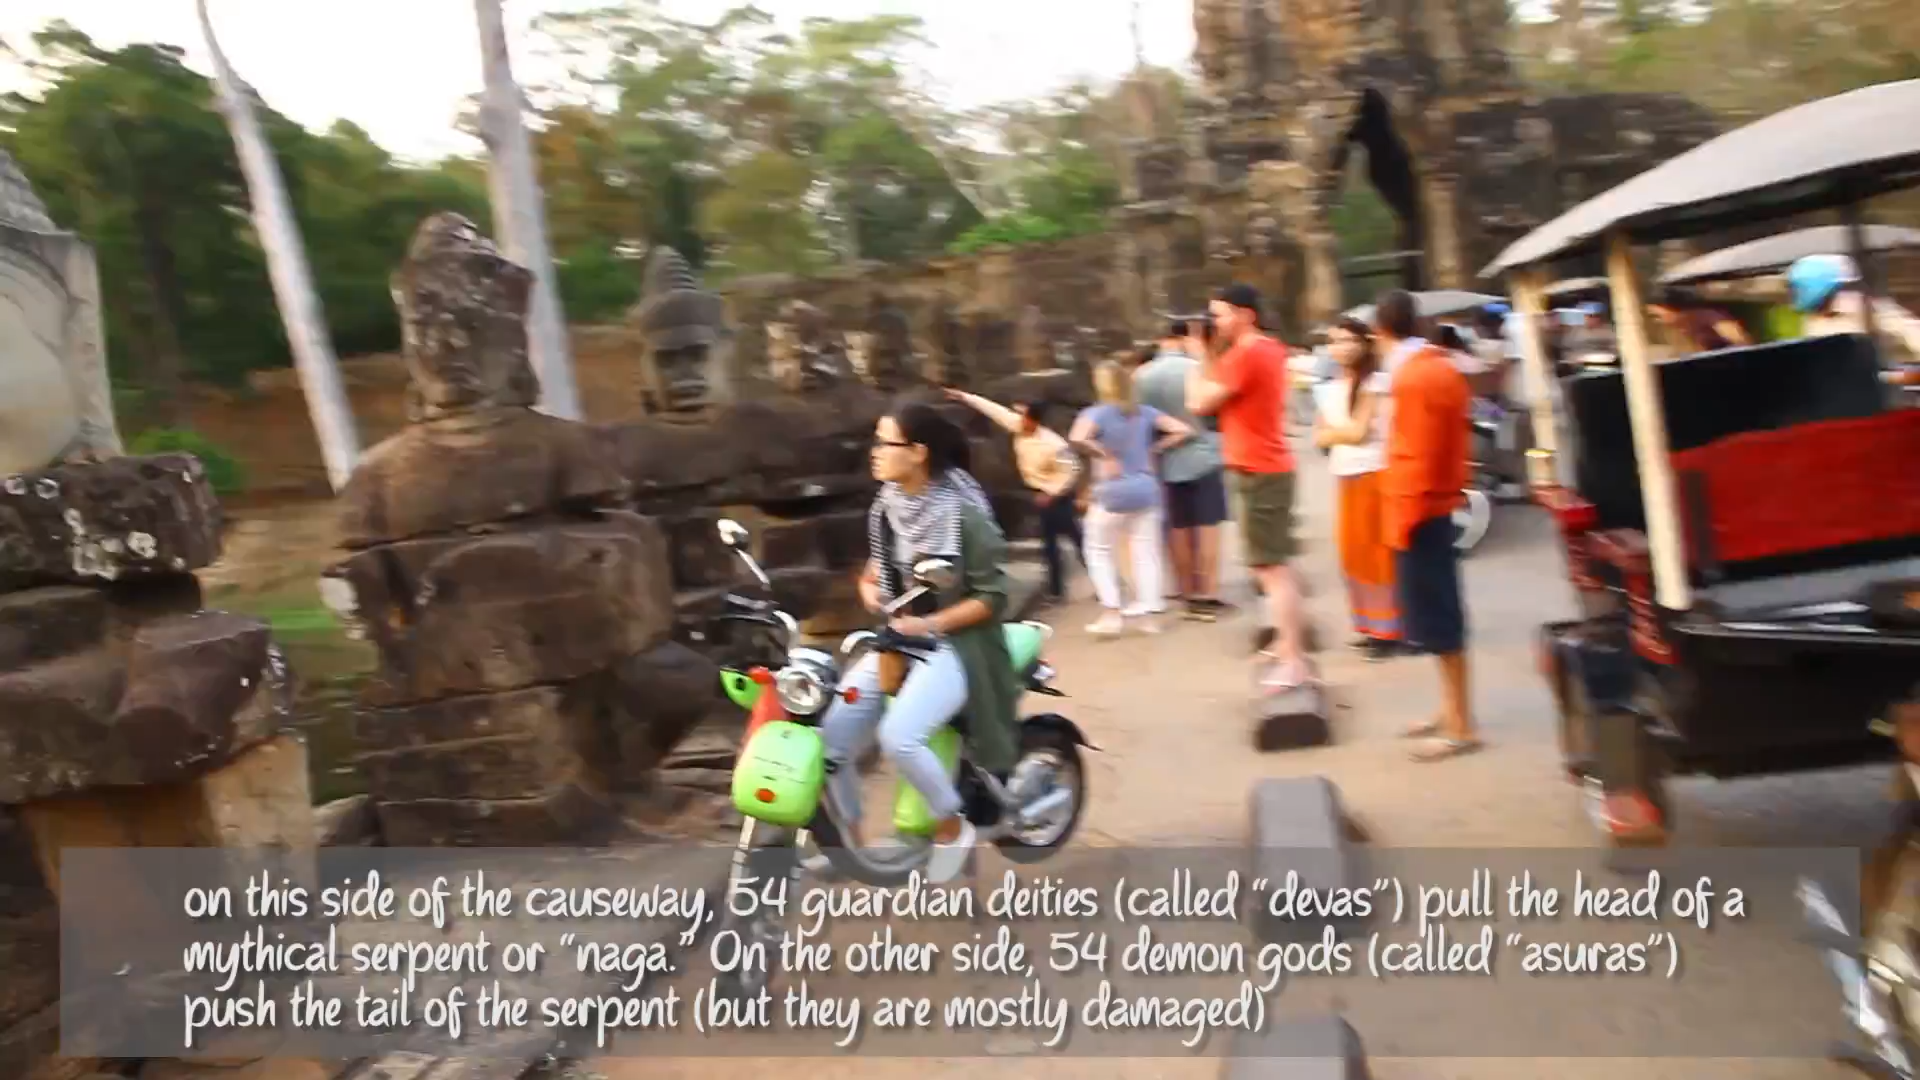 on this side of the causeway, 54 guardian deities (called “devas”) pull the head of a
mythical serpent or “naga.” On the other side, 54 demon gods (called “asuras”)
push the tail of the serpent (but they are mostly damaged)